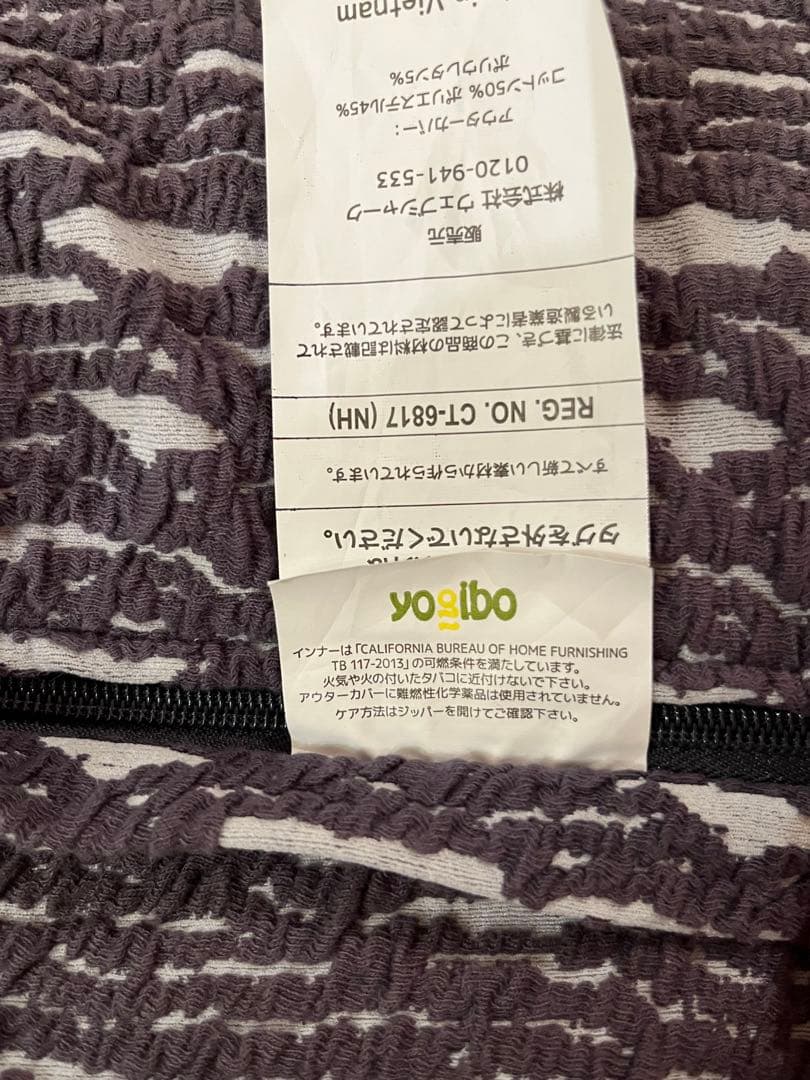 yogibo
インナーは「CALIFORNIA BUREAU OF HOME FURNISHING
TB 117-2013」の可燃条件を満たしています。
火気や火の付いたタバコに近付けないで下さい。
アウターカバーに難燃性化学薬品は使用されていません。
ケア方法はジッパーを開けてご確認下さい。
タグを外さないでください。
すべて新しい素材から作られています。
REG. NO. CT-6817 (NH)
法律に基づき、この商品の材料は記載されて
いる製造業者によって認定されています。
販売元
株式会社 ウェブシャーク
0120-941-533
アウターカバー：
コットン50% ポリエステル45%
ポリウレタン5%
in Vietnam